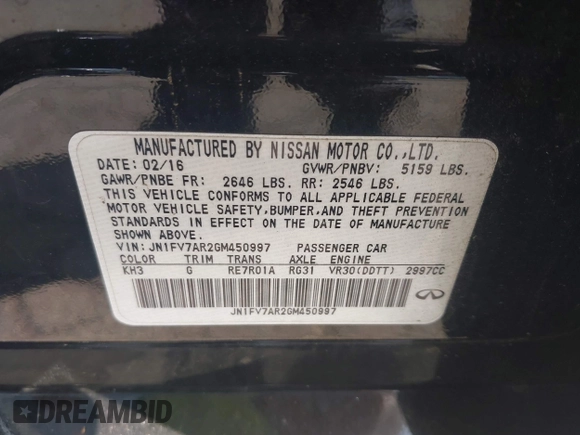 MANUFACTURED BY NISSAN MOTOR CO.,LTD.
DATE: 02/16 GVWR/PNBV: 5159 LBS.
GAWR/PNBE FR: 2646 LBS. RR: 2546 LBS.
THIS VEHICLE CONFORMS TO ALL APPLICABLE FEDERAL
MOTOR VEHICLE SAFETY,BUMPER,AND THEFT PREVENTION
STANDARDS IN EFFECT ON THE DATE OF MANUFACTURE
SHOWN ABOVE.
VIN: JN1FV7AR2GM450997 PASSENGER CAR
COLOR TRIM TRANS AXLE ENGINE
KH3 G RE7R01A RG31 VR30(DDTT) 2997CC
JN1FV7AR2GM450997
INFINITI
DREAMBID